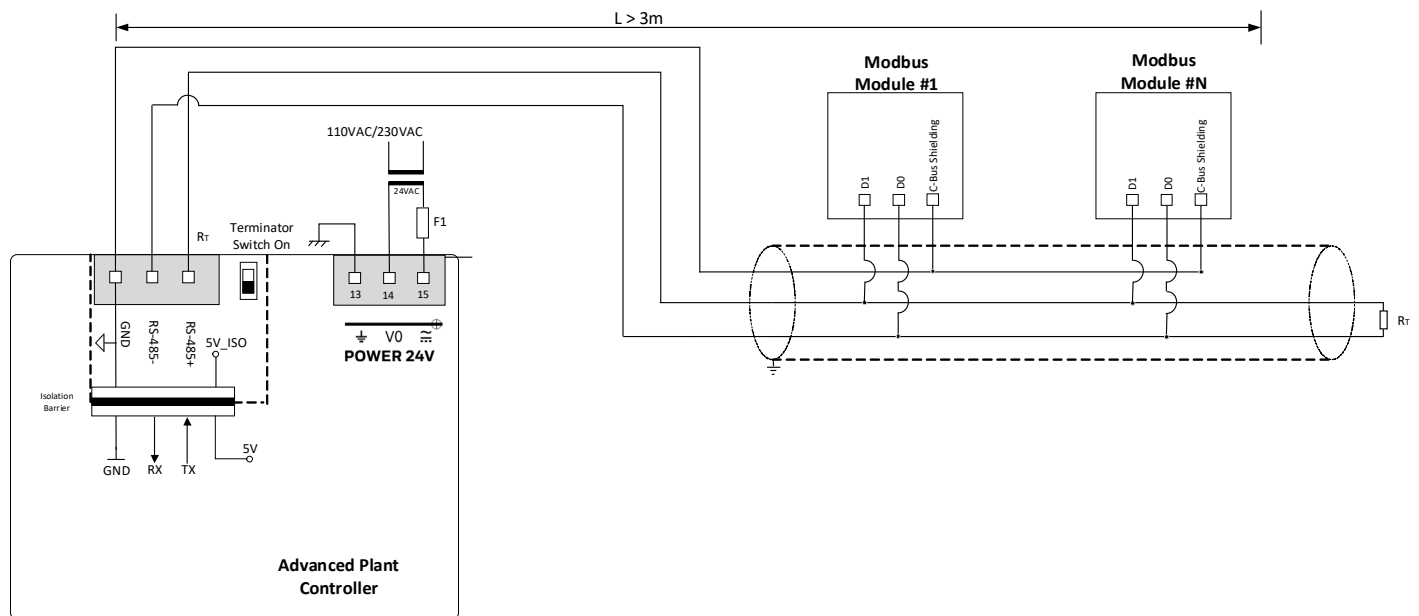 L > 3m
Modbus
Module #1
Modbus
Module #N
110VAC/230VAC
24VAC
F1
D1
D0
C-Bus Shielding
D1
D0
C-Bus Shielding
RT
Terminator
Switch On
13
14
15
GND
RS-485-
RS-485+
5V_ISO
V0
POWER 24V
Isolation
Barrier
GND
RX
TX
5V
RT
Advanced Plant
Controller